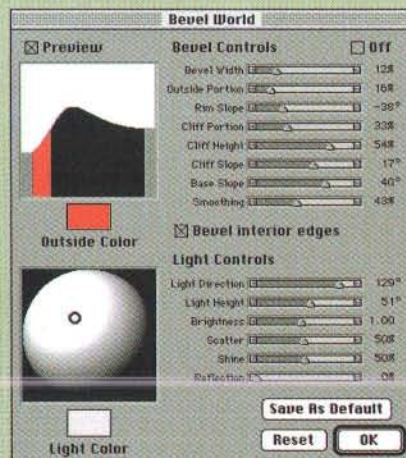 Bevel World
Preview
Outside Color
Light Color
Bevel Controls
Off
Bevel Width 12%
Outside Portion 16%
Rim Slope -38°
Cliff Portion 33%
Cliff Height 54%
Cliff Slope 17°
Base Slope 40°
Smoothing 43%
Bevel interior edges
Light Controls
Light Direction 129°
Light Height 51°
Brightness 1.00
Scatter 50%
Shine 50%
Reflection 0%
Save As Default
Reset
OK